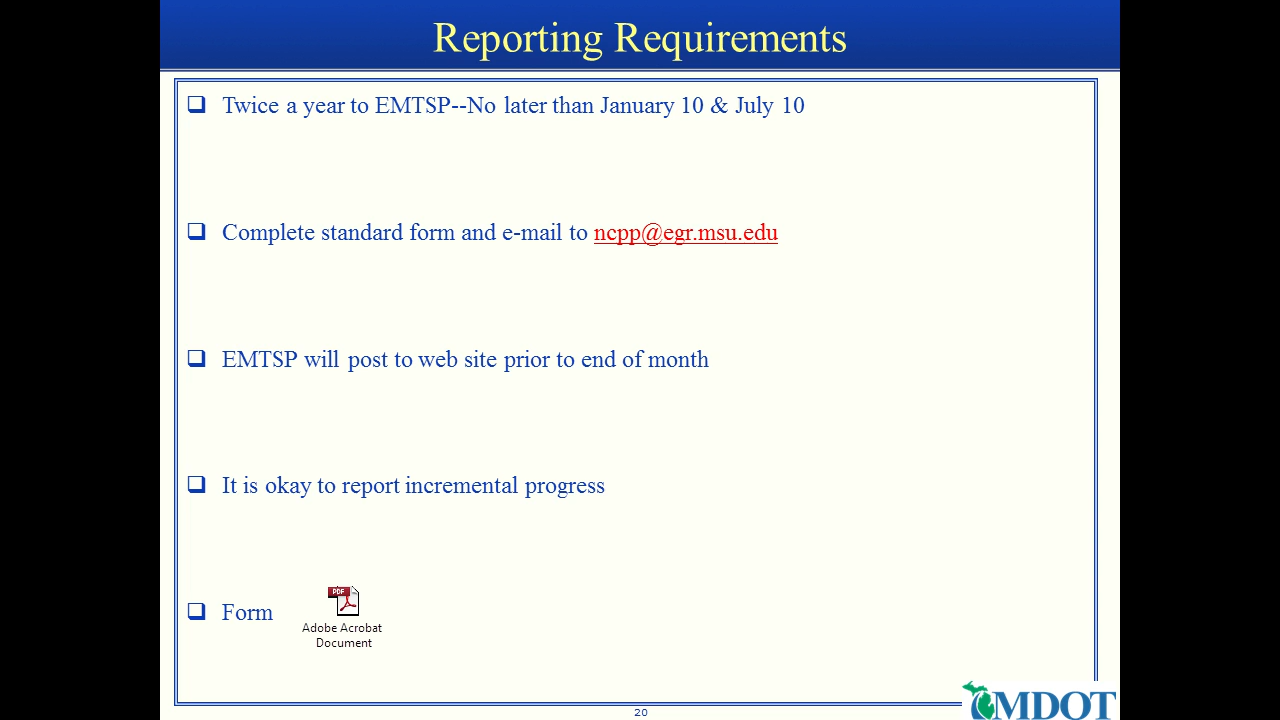 Reporting Requirements
Twice a year to EMTSP--No later than January 10 & July 10
Complete standard form and e-mail to ncpp@egr.msu.edu
EMTSP will post to web site prior to end of month
It is okay to report incremental progress
Form
PDF
Adobe Acrobat
Document
20
MDOT